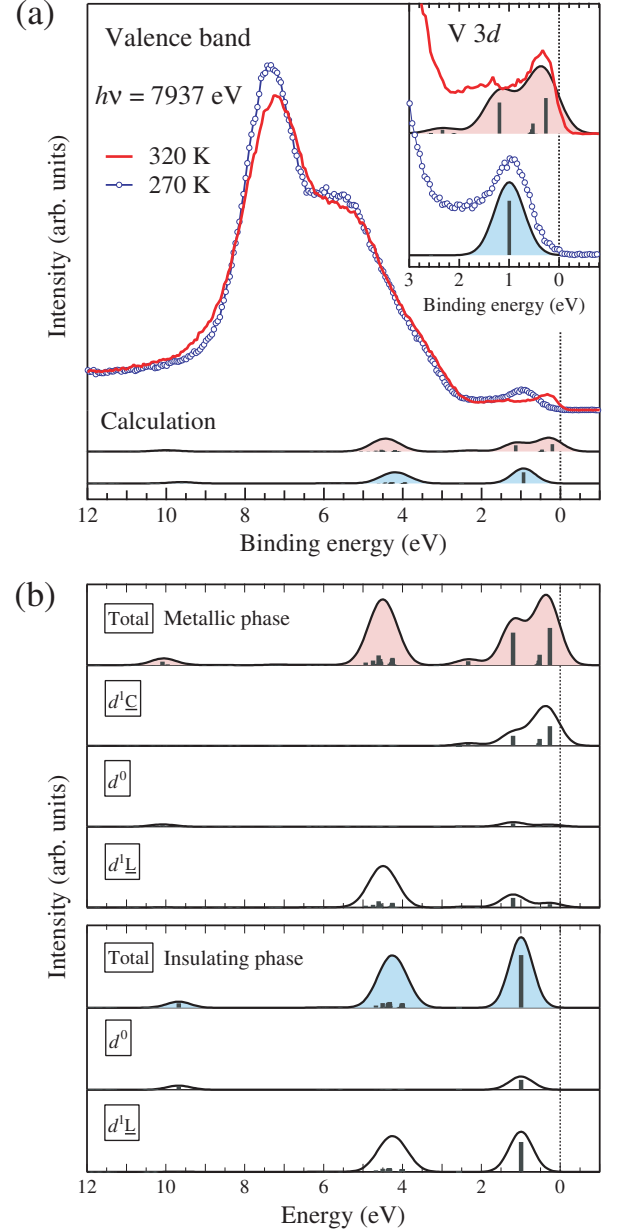 (a)
Valence band
hν = 7937 eV
320 K
270 K
V 3d
3 2 1 0
Binding energy (eV)
Calculation
Intensity (arb. units)
12 10 8 6 4 2 0
Binding energy (eV)
(b)
Total Metallic phase
d¹C̲
d⁰
d¹L̲
Total Insulating phase
d⁰
d¹L̲
Intensity (arb. units)
12 10 8 6 4 2 0
Energy (eV)